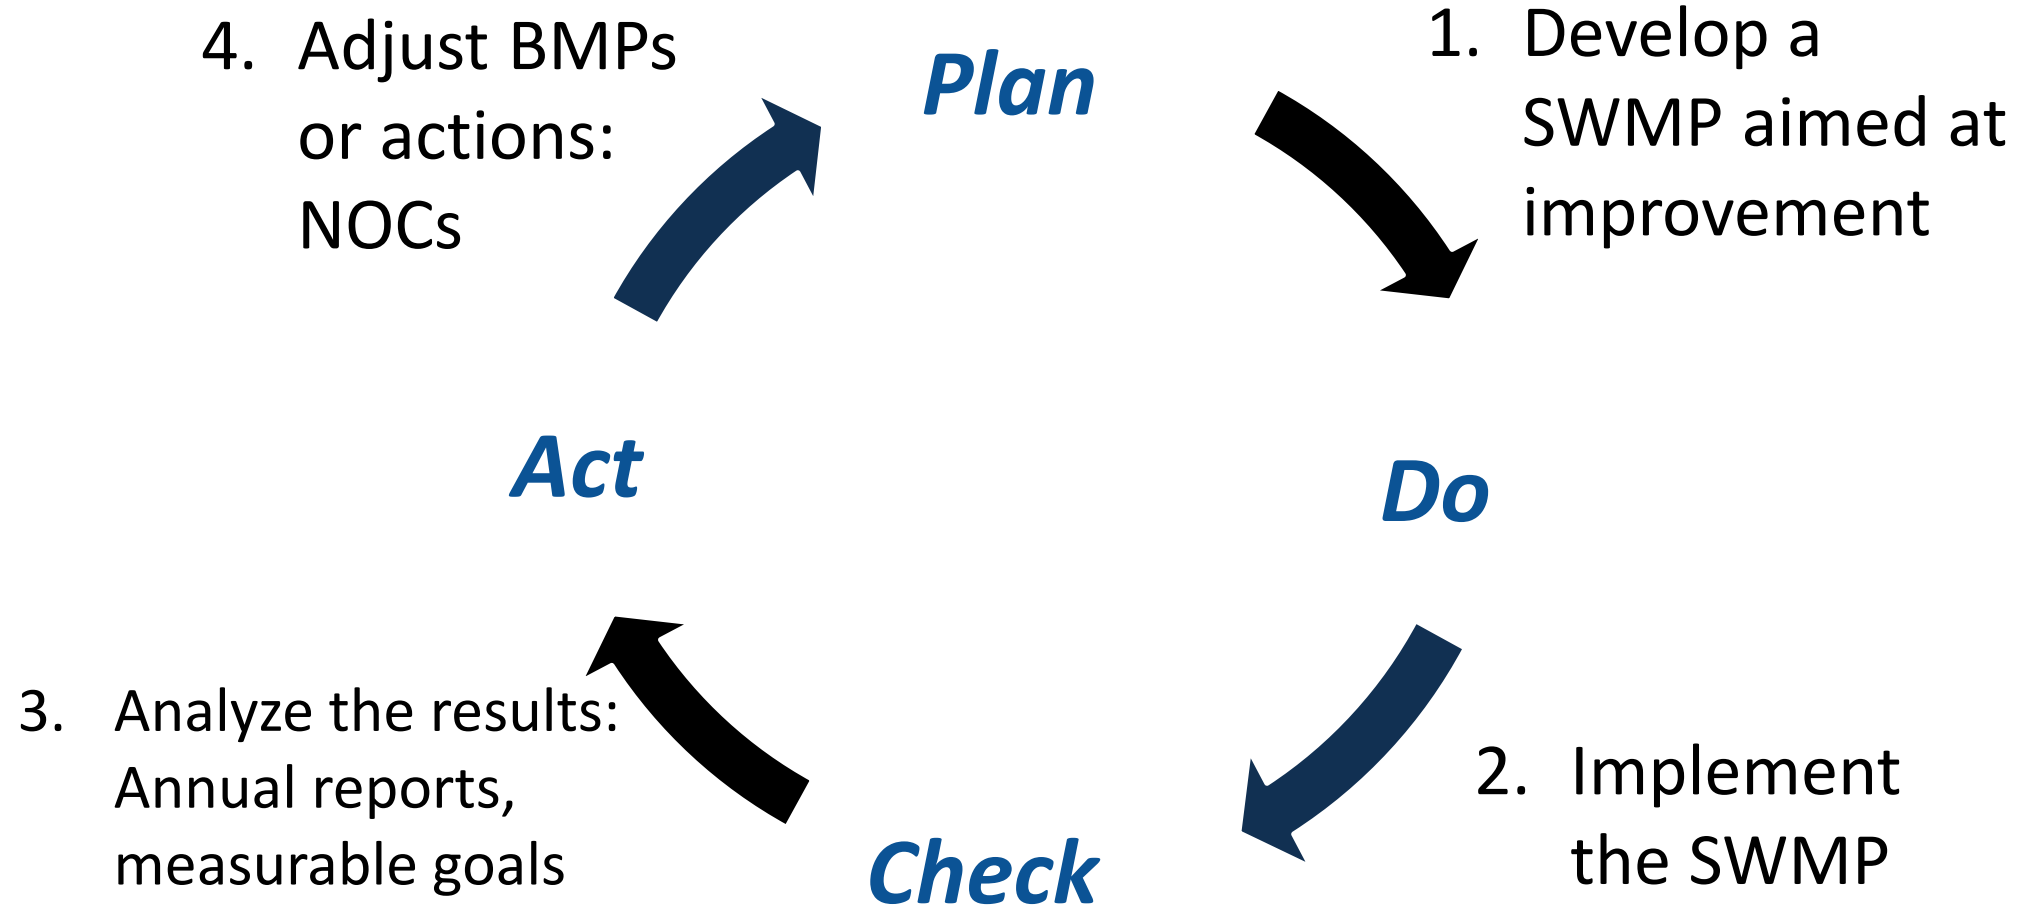 Plan
1. Develop a
SWMP aimed at
improvement
Do
2. Implement
the SWMP
Check
3. Analyze the results:
Annual reports,
measurable goals
Act
4. Adjust BMPs
or actions:
NOCs